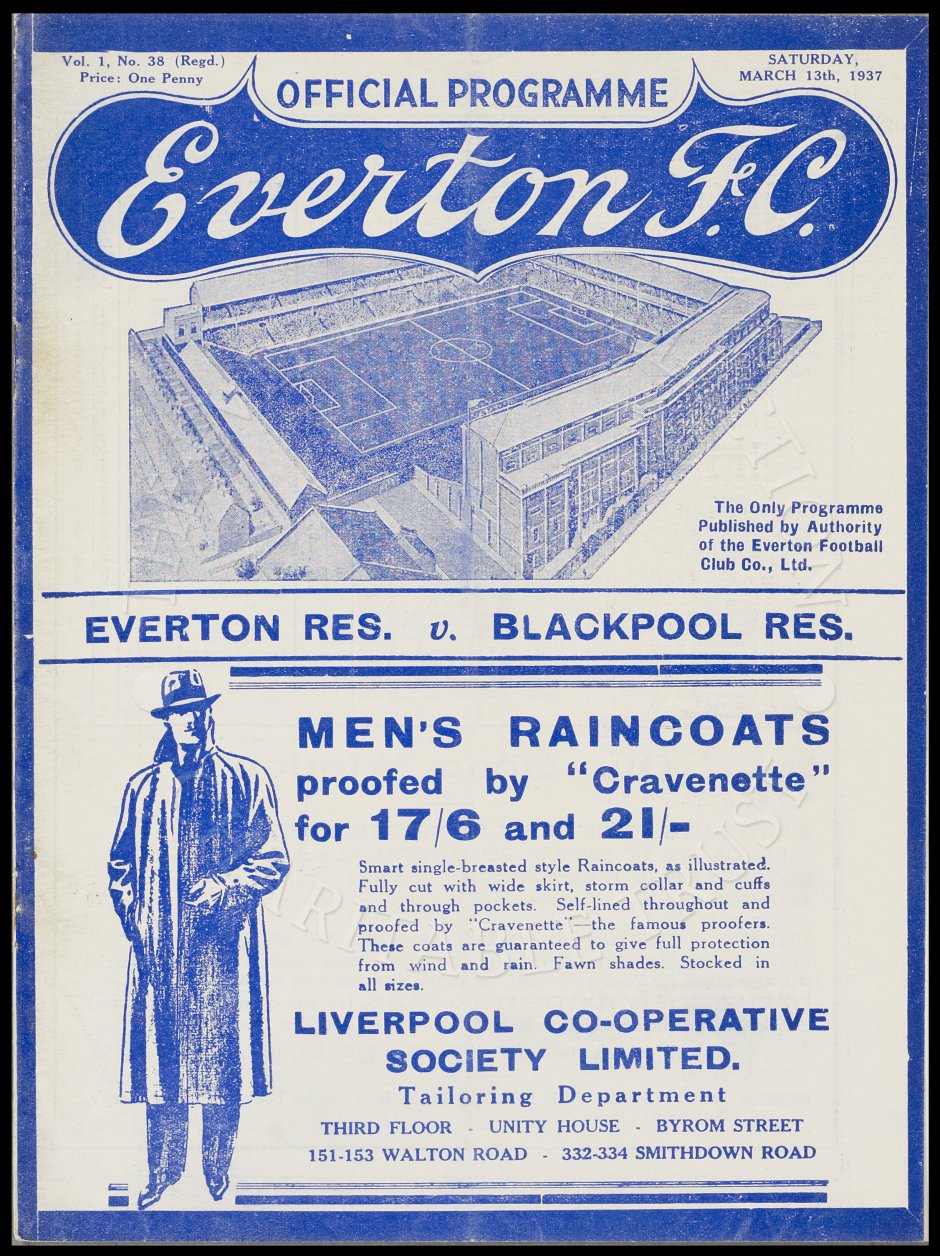 Vol. 1, No. 38 (Regd.)
Price: One Penny
SATURDAY,
MARCH 13th, 1937
OFFICIAL PROGRAMME
Everton F.C.
The Only Programme
Published by Authority
of the Everton Football
Club Co., Ltd.
EVERTON RES. v. BLACKPOOL RES.
MEN'S RAINCOATS
proofed by "Cravenette"
for 17/6 and 21/-
Smart single-breasted style Raincoats, as illustrated.
Fully cut with wide skirt, storm collar and cuffs
and through pockets. Self-lined throughout and
proofed by "Cravenette"—the famous proofers.
These coats are guaranteed to give full protection
from wind and rain. Fawn shades. Stocked in
all sizes.
LIVERPOOL CO-OPERATIVE
SOCIETY LIMITED.
Tailoring Department
THIRD FLOOR - UNITY HOUSE - BYROM STREET
151-153 WALTON ROAD - 332-334 SMITHDOWN ROAD